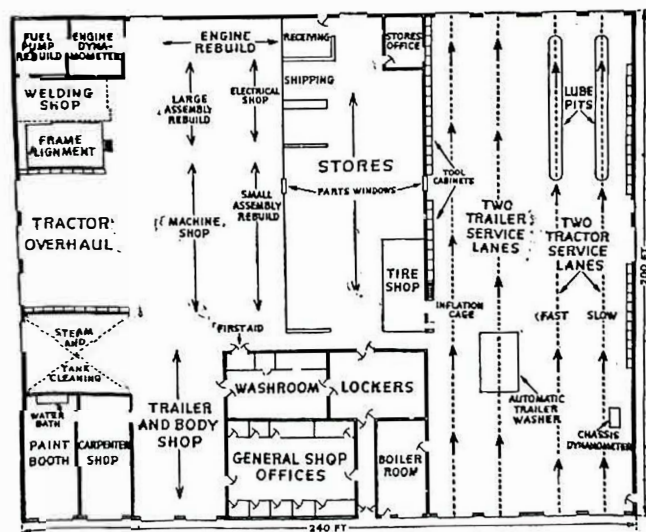 FUEL
PUMP
REBUILD
ENGINE
DYNA-
MOMETER
ENGINE
REBUILD
RECEIVING
STORES
OFFICE
WELDING
SHOP
LARGE
ASSEMBLY
REBUILD
ELECTRICAL
SHOP
SHIPPING
LUBE
PITS
FRAME
ALIGNMENT
STORES
TOOL
CABINETS
PARTS WINDOWS
TRACTOR
OVERHAUL
MACHINE
SHOP
SMALL
ASSEMBLY
REBUILD
TWO
TRAILER
SERVICE
LANES
TWO
TRACTOR
SERVICE
LANES
TIRE
SHOP
200 FT.
INFLATION
CAGE
FAST
SLOW
STEAM
AND
TANK
CLEANING
FIRST AID
WASHROOM
LOCKERS
AUTOMATIC
TRAILER
WASHER
WATER
BATH
TRAILER
AND BODY
SHOP
CHASSIS
DYNAMOMETER
PAINT
BOOTH
CARPENTER
SHOP
GENERAL SHOP
OFFICES
BOILER
ROOM
240 FT